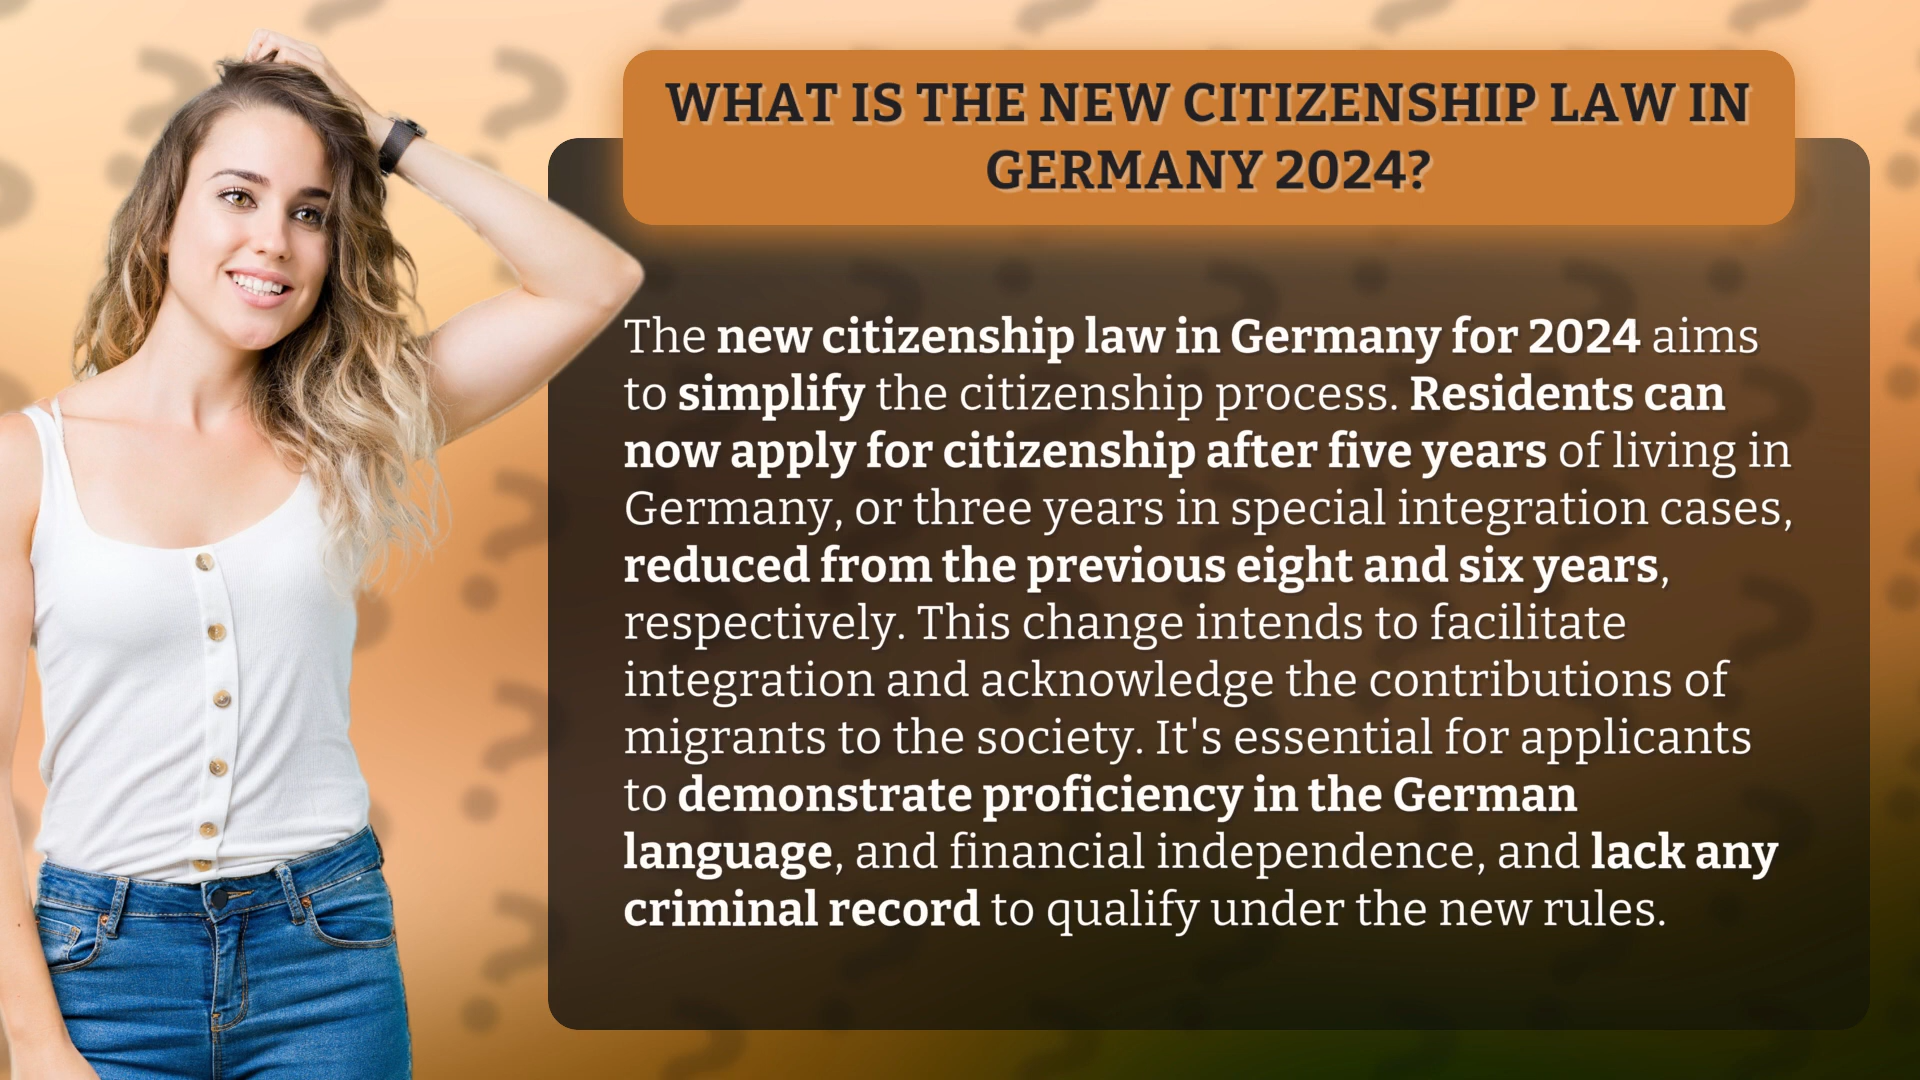 WHAT IS THE NEW CITIZENSHIP LAW IN
GERMANY 2024?
The new citizenship law in Germany for 2024 aims
to simplify the citizenship process. Residents can
now apply for citizenship after five years of living in
Germany, or three years in special integration cases,
reduced from the previous eight and six years,
respectively. This change intends to facilitate
integration and acknowledge the contributions of
migrants to the society. It's essential for applicants
to demonstrate proficiency in the German
language, and financial independence, and lack any
criminal record to qualify under the new rules.